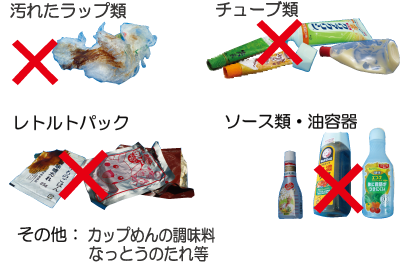 汚れたラップ類
チューブ類
レトルトパック
ソース類・油容器
その他： カップめんの調味料
なっとうのたれ等